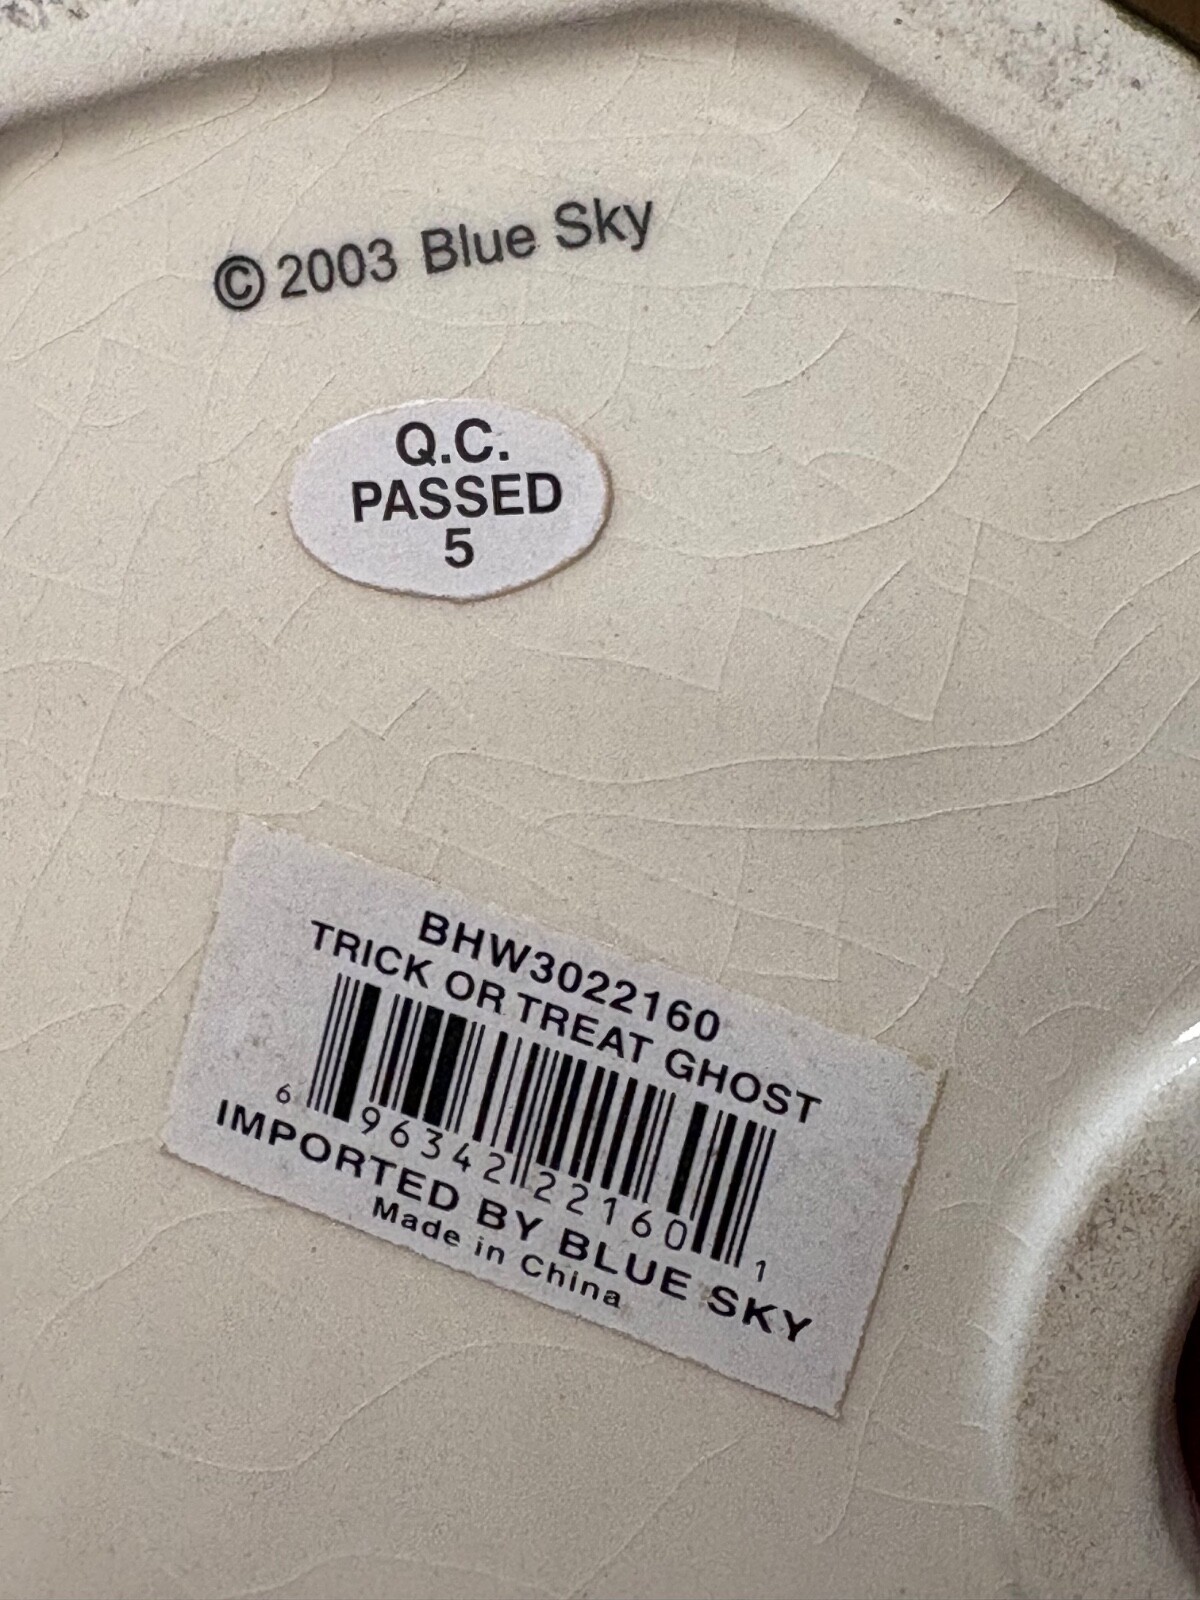 © 2003 Blue Sky
Q.C.
PASSED
5
BHW3022160
TRICK OR TREAT GHOST
6 96342 22160 1
IMPORTED BY BLUE SKY
Made in China